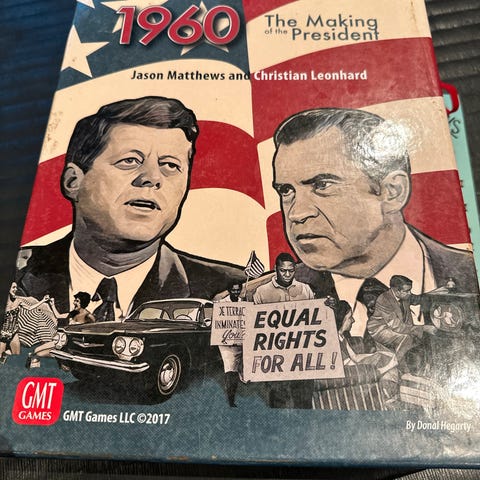 1960
The Making
of the President
Jason Matthews and Christian Leonhard
EQUAL
RIGHTS
FOR ALL!
GMT
GAMES
GMT Games LLC ©2017
By Donal Hegarty